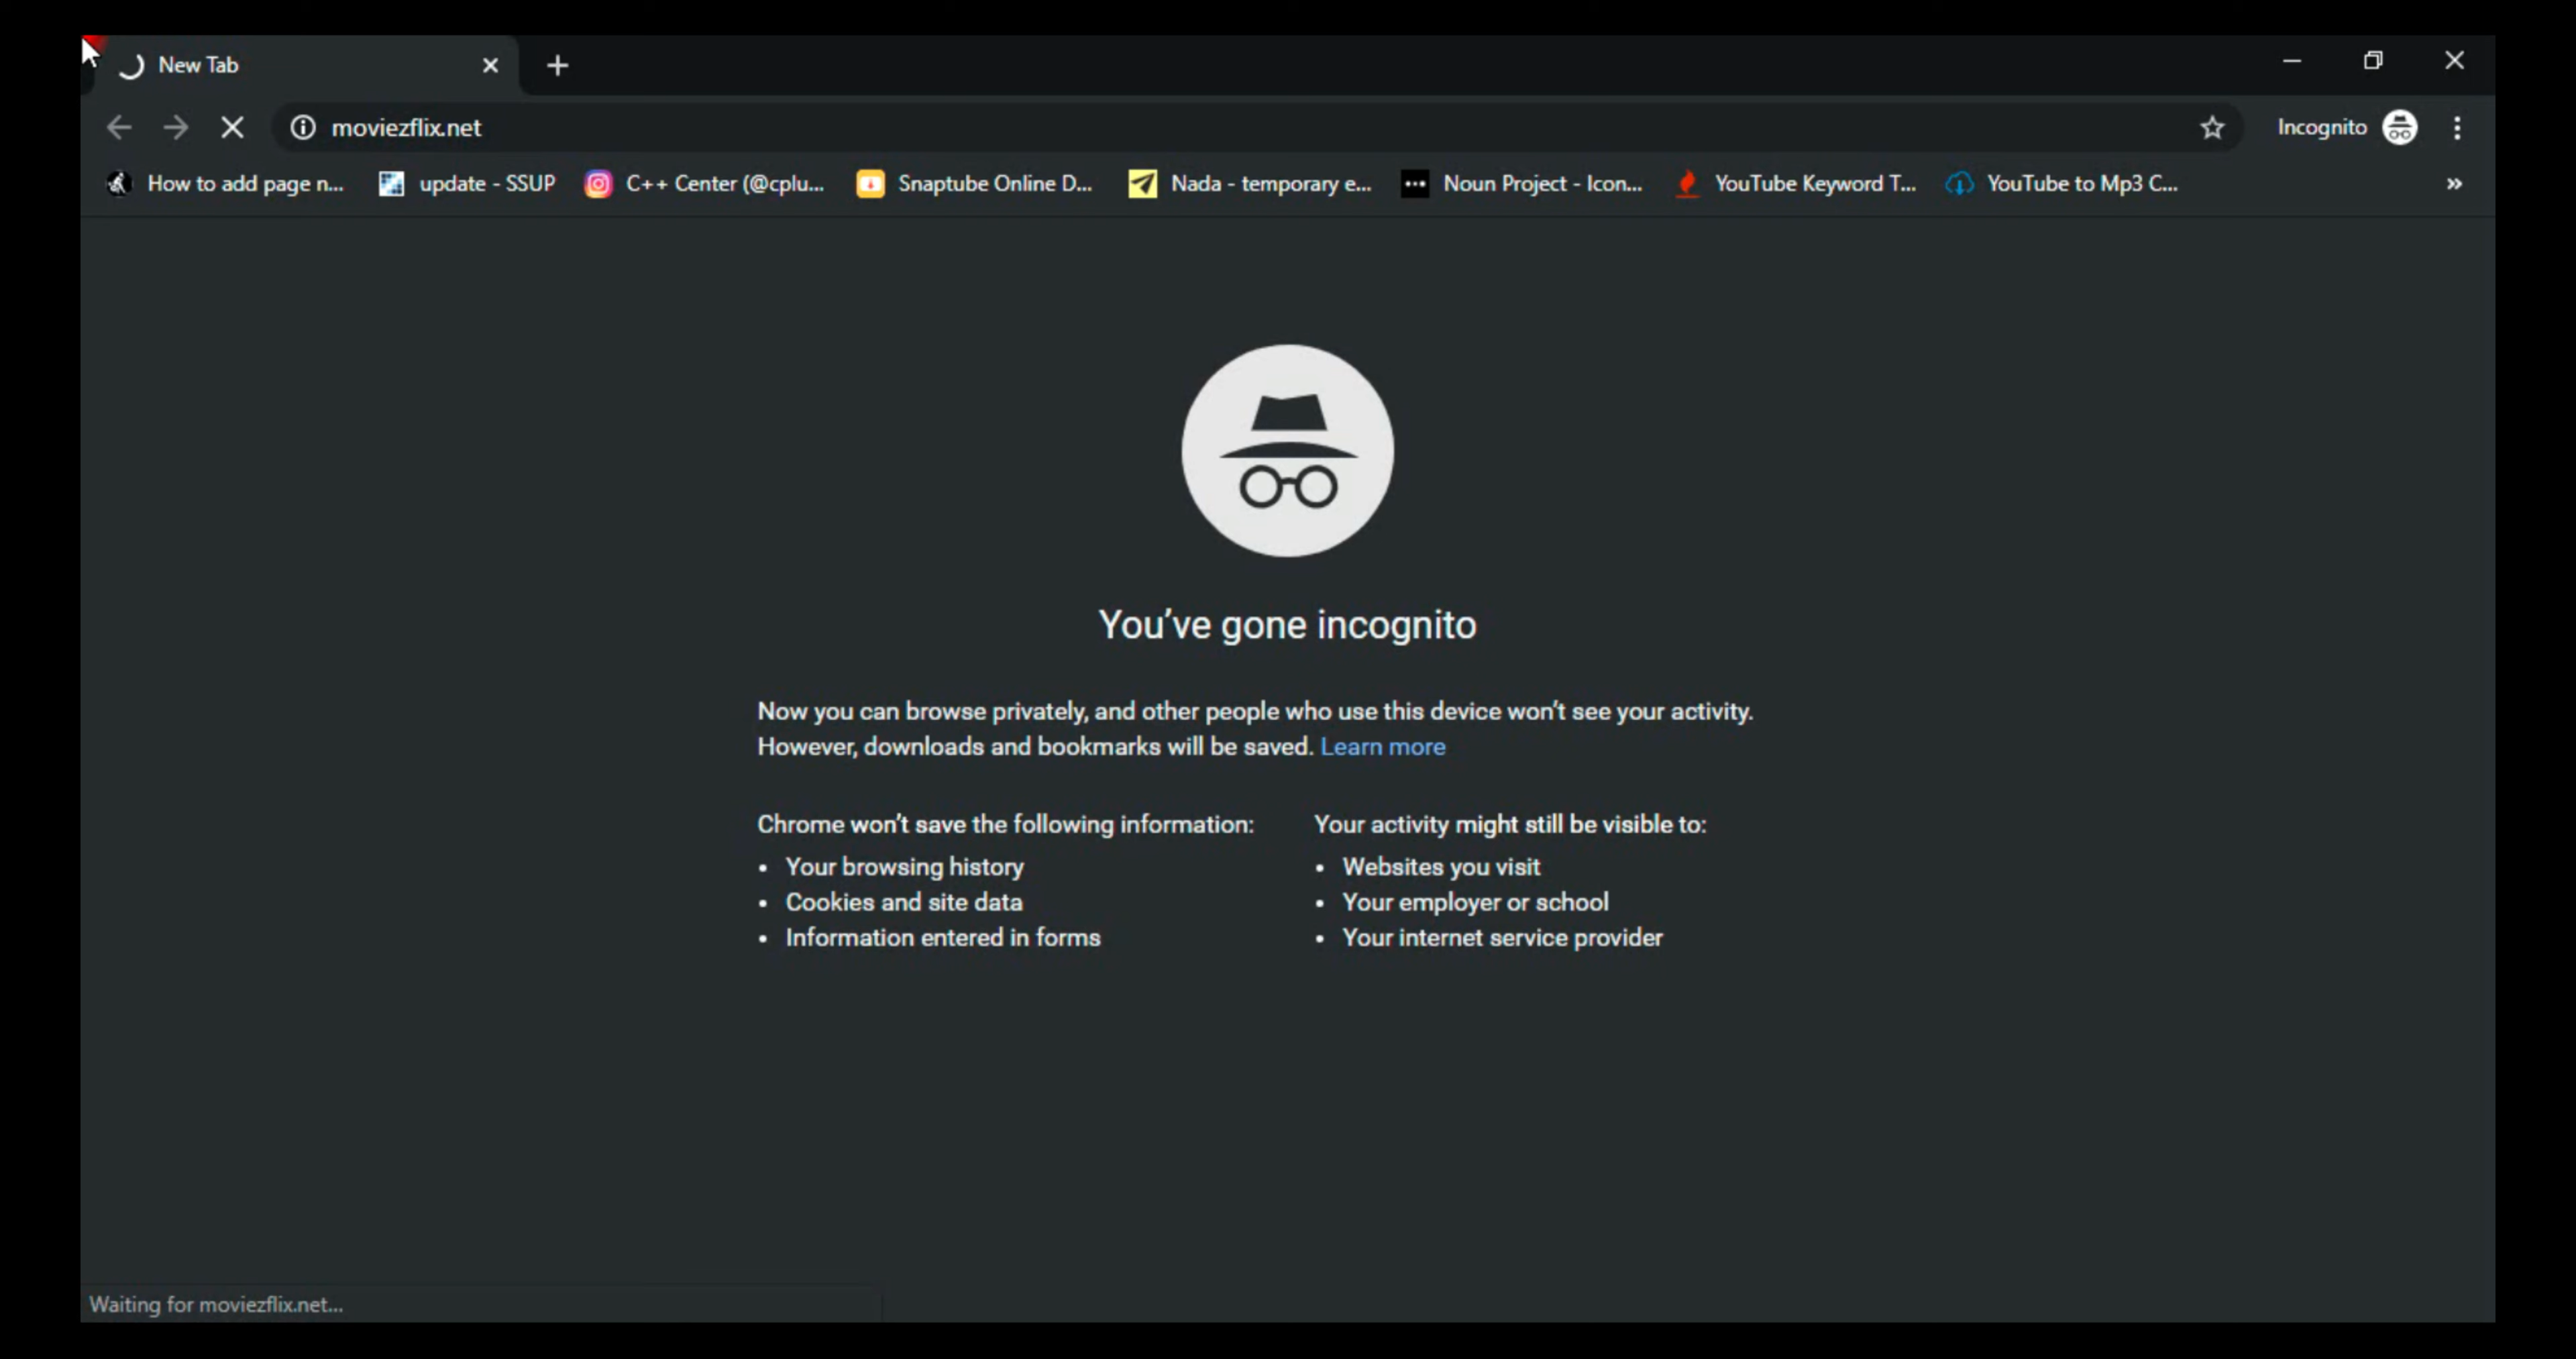 New Tab
moviezflix.net
Incognito
How to add page n...
update - SSUP
C++ Center (@cplu...
Snaptube Online D...
Nada - temporary e...
Noun Project - Icon...
YouTube Keyword T...
YouTube to Mp3 C...
You've gone incognito
Now you can browse privately, and other people who use this device won't see your activity.
However, downloads and bookmarks will be saved. Learn more
Chrome won't save the following information:
• Your browsing history
• Cookies and site data
• Information entered in forms
Your activity might still be visible to:
• Websites you visit
• Your employer or school
• Your internet service provider
Waiting for moviezflix.net...